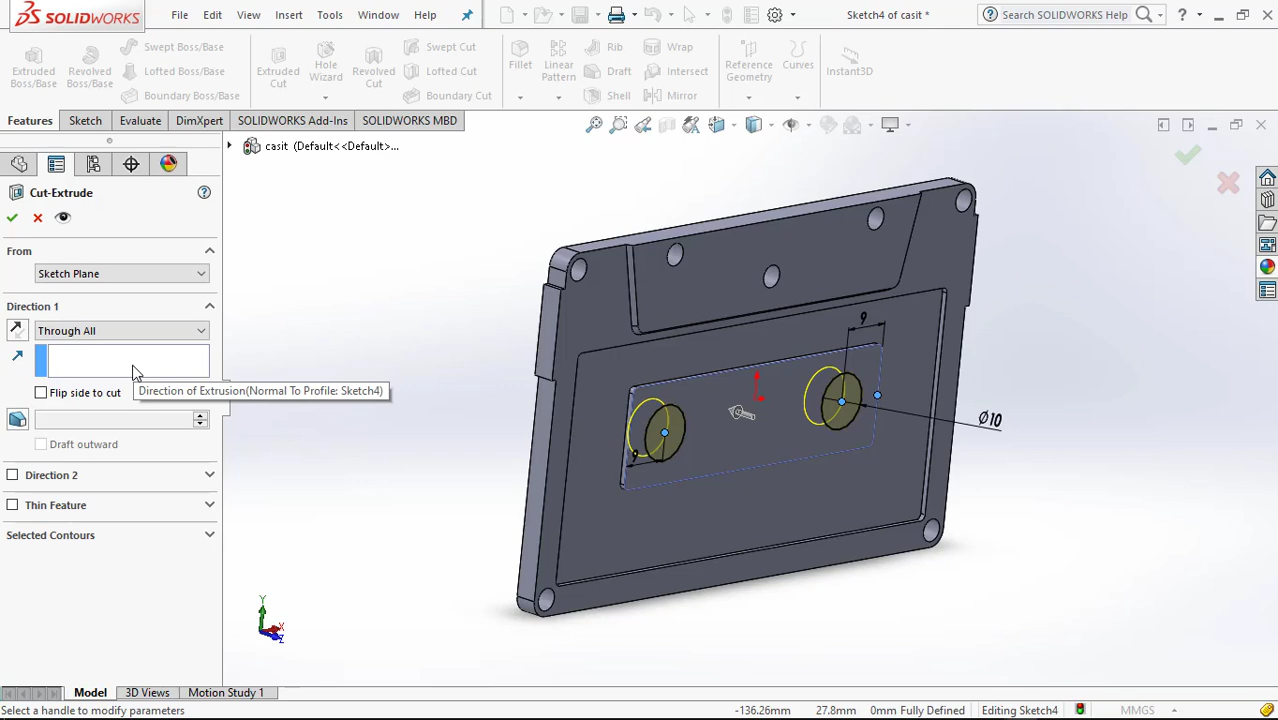 SOLIDWORKS
File Edit View Insert Tools Window Help
Sketch4 of casit *
Search SOLIDWORKS Help
?
Extruded Boss/Base
Revolved Boss/Base
Swept Boss/Base
Lofted Boss/Base
Boundary Boss/Base
Extruded Cut
Hole Wizard
Revolved Cut
Swept Cut
Lofted Cut
Boundary Cut
Fillet
Linear Pattern
Rib
Draft
Shell
Wrap
Intersect
Mirror
Reference Geometry
Curves
Instant3D
Features Sketch Evaluate DimXpert SOLIDWORKS Add-Ins SOLIDWORKS MBD
casit (Default<<Default>...
Cut-Extrude
?
From
Sketch Plane
Direction 1
Through All
Direction of Extrusion(Normal To Profile: Sketch4)
Flip side to cut
Draft outward
Direction 2
Thin Feature
Selected Contours
9
9
Ø10
Y
X
Z
Model 3D Views Motion Study 1
Select a handle to modify parameters
-136.26mm 27.8mm 0mm Fully Defined Editing Sketch4 MMGS